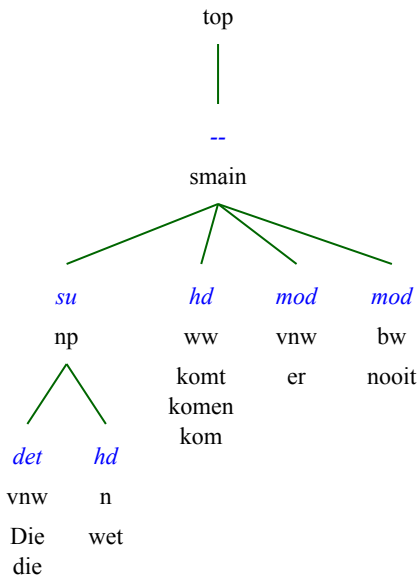 top
--
smain
su hd mod mod
np ww vnw bw
komt er nooit
komen
kom
det hd
vnw n
Die wet
die